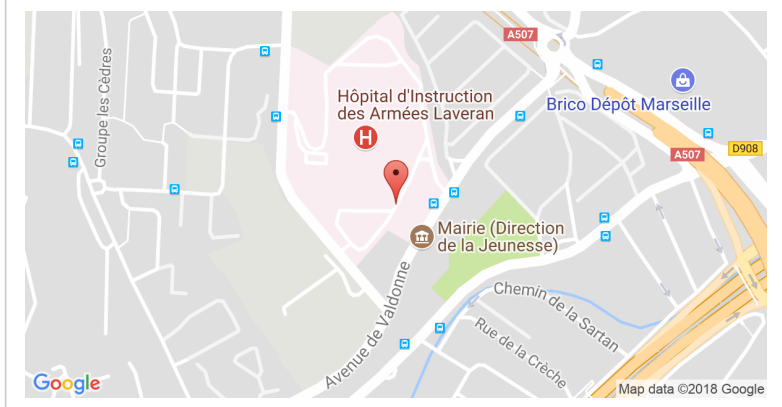 A507
Groupe les Cèdres
Hôpital d'Instruction
des Armées Laveran
H
Brico Dépôt Marseille
A507
D908
Mairie (Direction
de la Jeunesse)
Avenue de Valdonne
Chemin de la Sartan
Rue de la Crèche
Google
Map data ©2018 Google